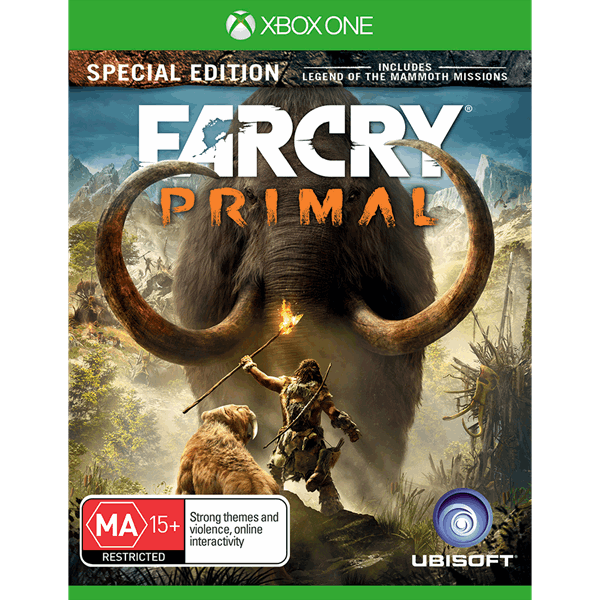 XBOX ONE
SPECIAL EDITION
INCLUDES
LEGEND OF THE MAMMOTH MISSIONS
FARCRY®
PRIMAL
MA 15+
RESTRICTED
Strong themes and
violence, online
interactivity
UBISOFT